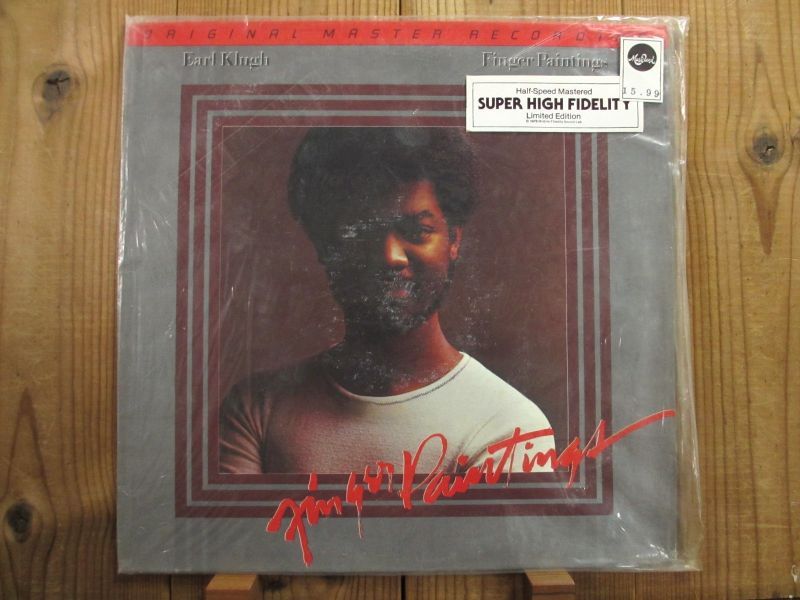 ORIGINAL MASTER RECORDING
Earl Klugh
Finger Paintings
15.99
Half-Speed Mastered
SUPER HIGH FIDELITY
Limited Edition
Finger Paintings